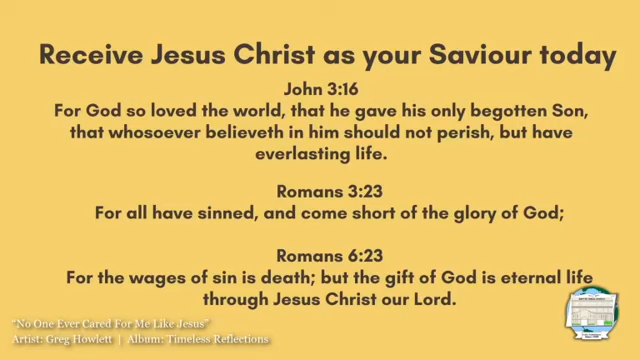 Receive Jesus Christ as your Saviour today
John 3:16
For God so loved the world, that he gave his only begotten Son,
that whosoever believeth in him should not perish, but have
everlasting life.
Romans 3:23
For all have sinned, and come short of the glory of God;
Romans 6:23
For the wages of sin is death; but the gift of God is eternal life
through Jesus Christ our Lord.
"No One Ever Cared For Me Like Jesus"
Artist: Greg Howlett | Album: Timeless Reflections